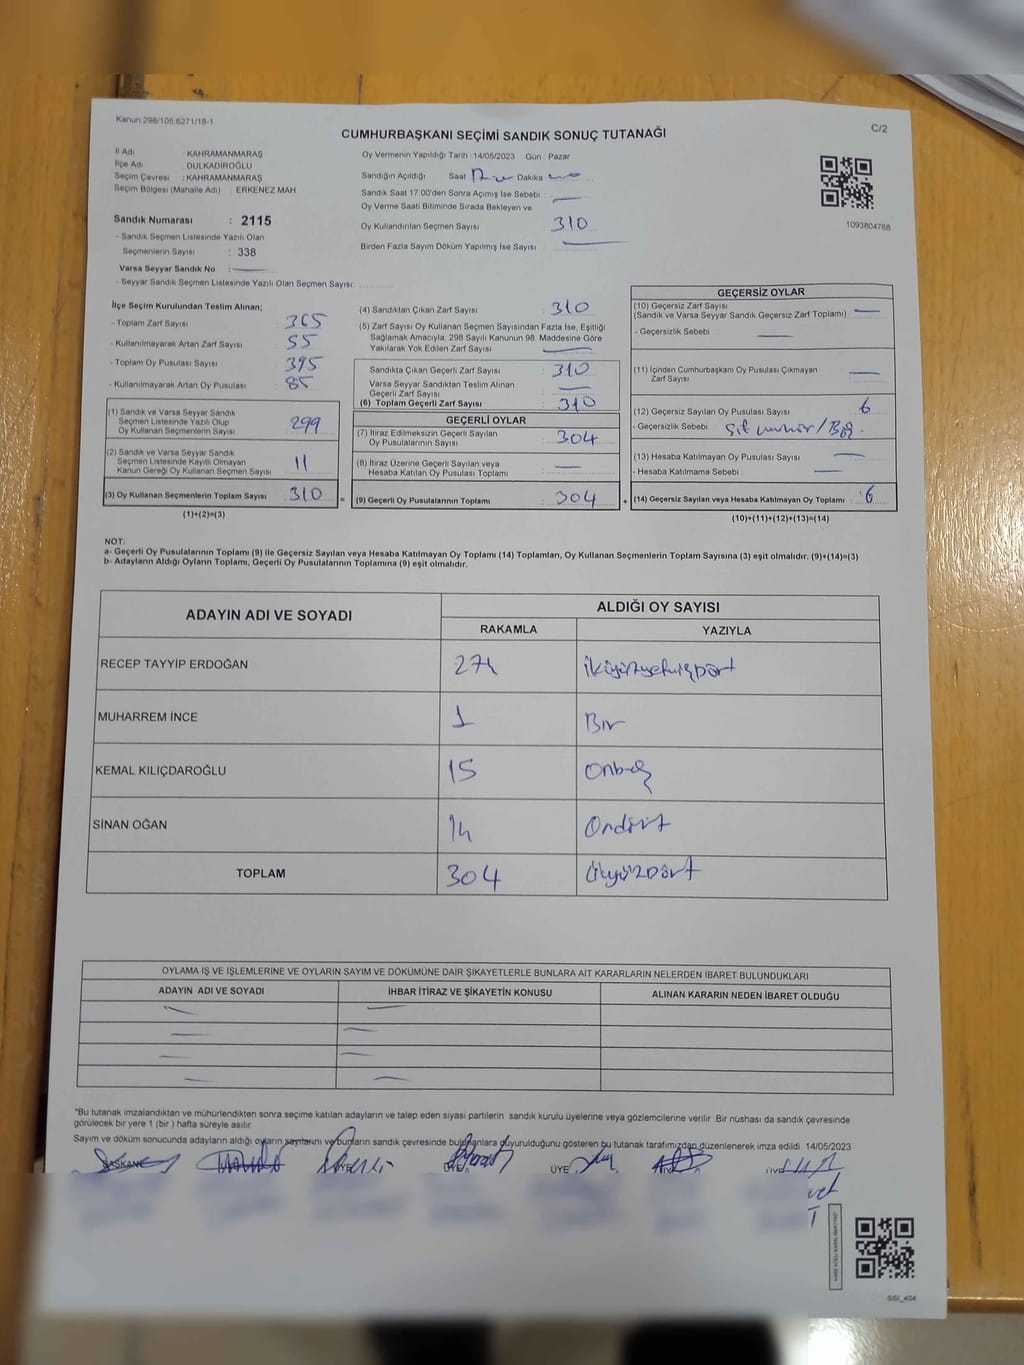 Kanun:298/105,6271/18-1
C/2
CUMHURBAŞKANI SEÇİMİ SANDIK SONUÇ TUTANAĞI
İl Adı KAHRAMANMARAŞ
İlçe Adı DULKADİROĞLU
Seçim Çevresi : KAHRAMANMARAŞ
Seçim Bölgesi (Mahalle Adı) : ERKENEZ MAH
Sandık Numarası : 2115
- Sandık Seçmen Listesinde Yazılı Olan
Seçmenlerin Sayısı : 338
Varsa Seyyar Sandık No :
- Seyyar Sandık Seçmen Listesinde Yazılı Olan Seçmen Sayısı:
Oy Vermenin Yapıldığı Tarih :14/05/2023 Gün : Pazar
Sandığın Açıldığı Saat Dakika
Sandık Saat 17:00'den Sonra Açımış İse Sebebi :
Oy Verme Saati Bitiminde Sırada Bekleyen ve
Oy Kullandırılan Seçmen Sayısı 310
Birden Fazla Sayım Döküm Yapılmış İse Sayısı :
1093804768
İlçe Seçim Kurulundan Teslim Alınan;
- Toplam Zarf Sayısı : 365
- Kullanılmayarak Artan Zarf Sayısı : 55
- Toplam Oy Pusulası Sayısı : 395
- Kullanılmayarak Artan Oy Pusulası : 85
(1) Sandık ve Varsa Seyyar Sandık
Seçmen Listesinde Yazılı Olup
Oy Kullanan Seçmenlerin Sayısı 299
(2) Sandık ve Varsa Seyyar Sandık
Seçmen Listesinde Kayıtlı Olmayan
Kanun Gereği Oy Kullanan Seçmen Sayısı 11
(3) Oy Kullanan Seçmenlerin Toplam Sayısı 310 =
(1)+(2)=(3)
(4) Sandıktan Çıkan Zarf Sayısı : 310
(5) Zarf Sayısı Oy Kullanan Seçmen Sayısından Fazla İse, Eşitliği
Sağlamak Amacıyla; 298 Sayılı Kanunun 98. Maddesine Göre
Yakılarak Yok Edilen Zarf Sayısı
Sandıkta Çıkan Geçerli Zarf Sayısı : 310
Varsa Seyyar Sandıktan Teslim Alınan
Geçerli Zarf Sayısı
(6) Toplam Geçerli Zarf Sayısı : 310
GEÇERLİ OYLAR
(7) İtiraz Edilmeksizin Geçerli Sayılan
Oy Pusulalarının Sayısı : 304
(8) İtiraz Üzerine Geçerli Sayılan veya
Hesaba Katılan Oy Pusulası Toplamı
(9) Geçerli Oy Pusulalarının Toplamı : 304 +
GEÇERSİZ OYLAR
(10) Geçersiz Zarf Sayısı
(Sandık ve Varsa Seyyar Sandık Geçersiz Zarf Toplamı)
- Geçersizlik Sebebi :
(11) İçinden Cumhurbaşkanı Oy Pusulası Çıkmayan
Zarf Sayısı
(12) Geçersiz Sayılan Oy Pusulası Sayısı 6
- Geçersizlik Sebebi :
(13) Hesaba Katılmayan Oy Pusulası Sayısı
- Hesaba Katılmama Sebebi :
(14) Geçersiz Sayılan veya Hesaba Katılmayan Oy Toplamı : 6
(10)+(11)+(12)+(13)=(14)
NOT:
a- Geçerli Oy Pusulalarının Toplamı (9) ile Geçersiz Sayılan veya Hesaba Katılmayan Oy Toplamı (14) Toplamları, Oy Kullanan Seçmenlerin Toplam Sayısına (3) eşit olmalıdır. (9)+(14)=(3)
b- Adayların Aldığı Oyların Toplamı, Geçerli Oy Pusulalarının Toplamına (9) eşit olmalıdır.
ADAYIN ADI VE SOYADI
ALDIĞI OY SAYISI
RAKAMLA YAZIYLA
RECEP TAYYİP ERDOĞAN 274 ikiyüzyetmişdört
MUHARREM İNCE 1 Bir
KEMAL KILIÇDAROĞLU 15 Onbeş
SİNAN OĞAN 14 Ondört
TOPLAM 304 Üçyüzdört
OYLAMA İŞ VE İŞLEMLERİNE VE OYLARIN SAYIM VE DÖKÜMÜNE DAİR ŞİKAYETLERLE BUNLARA AİT KARARLARIN NELERDEN İBARET BULUNDUKLARI
ADAYIN ADI VE SOYADI İHBAR İTİRAZ VE ŞİKAYETİN KONUSU ALINAN KARARIN NEDEN İBARET OLDUĞU
*Bu tutanak imzalandıktan ve mühürlendikten sonra seçime katılan adayların ve talep eden siyasi partilerin sandık kurulu üyelerine veya gözlemcilerine verilir. Bir nüshası da sandık çevresinde
görülecek bir yere 1 (bir ) hafta süreyle asılır.
Sayım ve döküm sonucunda adayların aldığı oyların sayılarını ve bunların sandık çevresinde bulunanlara duyurulduğunu gösteren bu tutanak tarafımızdan düzenlenerek imza edildi. 14/05/2023
BAŞKAN ÜYE ÜYE ÜYE ÜYE
SSİ_404